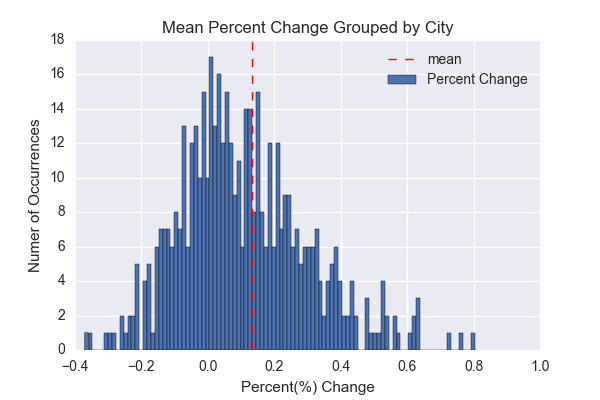 Mean Percent Change Grouped by City
18
16
14
12
10
8
6
4
2
0
Numer of Occurrences
mean
Percent Change
−0.4 −0.2 0.0 0.2 0.4 0.6 0.8 1.0
Percent(%) Change